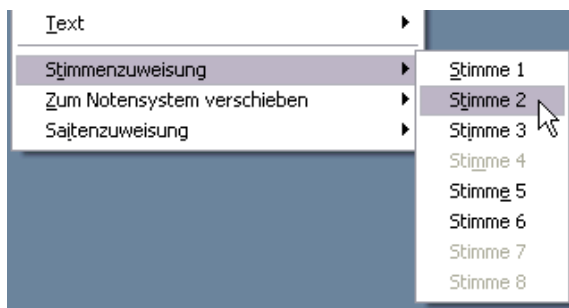 Text
Stimmenzuweisung
Zum Notensystem verschieben
Saitenzuweisung
Stimme 1
Stimme 2
Stimme 3
Stimme 4
Stimme 5
Stimme 6
Stimme 7
Stimme 8